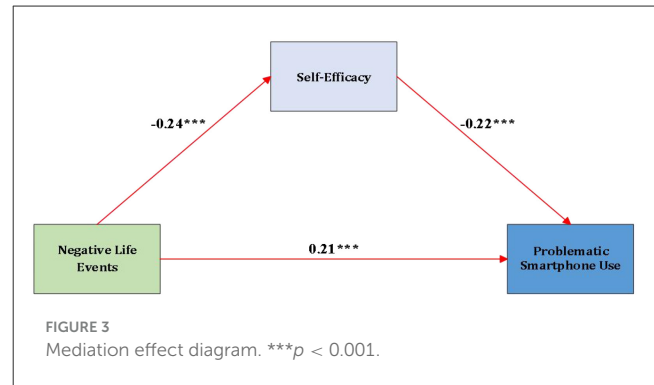 Self-Efficacy
-0.24***
-0.22***
Negative Life
Events
0.21***
Problematic
Smartphone Use
FIGURE 3
Mediation effect diagram. ***p < 0.001.